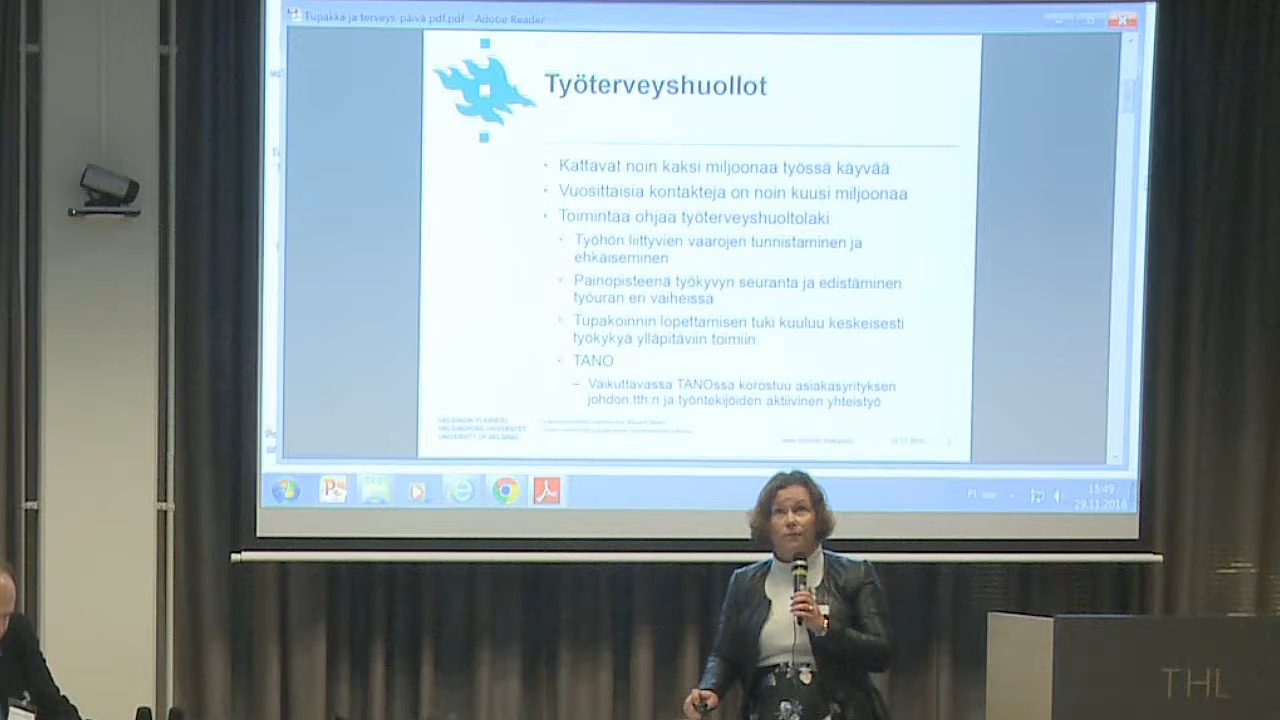 Tupakka ja terveys-päivä pdf.pdf - Adobe Reader
Työterveyshuollot
• Kattavat noin kaksi miljoonaa työssä käyvää
• Vuosittaisia kontakteja on noin kuusi miljoonaa
• Toimintaa ohjaa työterveyshuoltolaki
• Työhön liittyvien vaarojen tunnistaminen ja
ehkäiseminen
• Painopisteenä työkyvyn seuranta ja edistäminen
työuran eri vaiheissa
• Tupakoinnin lopettamisen tuki kuuluu keskeisesti
työkykyä ylläpitäviin toimiin
• TANO
– Vaikuttavassa TANOssa korostuu asiakasyrityksen
johdon,tth:n ja työntekijöiden aktiivinen yhteistyö
HELSINGIN YLIOPISTO
HELSINGFORS UNIVERSITET
UNIVERSITY OF HELSINKI
FI
15:49
29.11.2016
THL